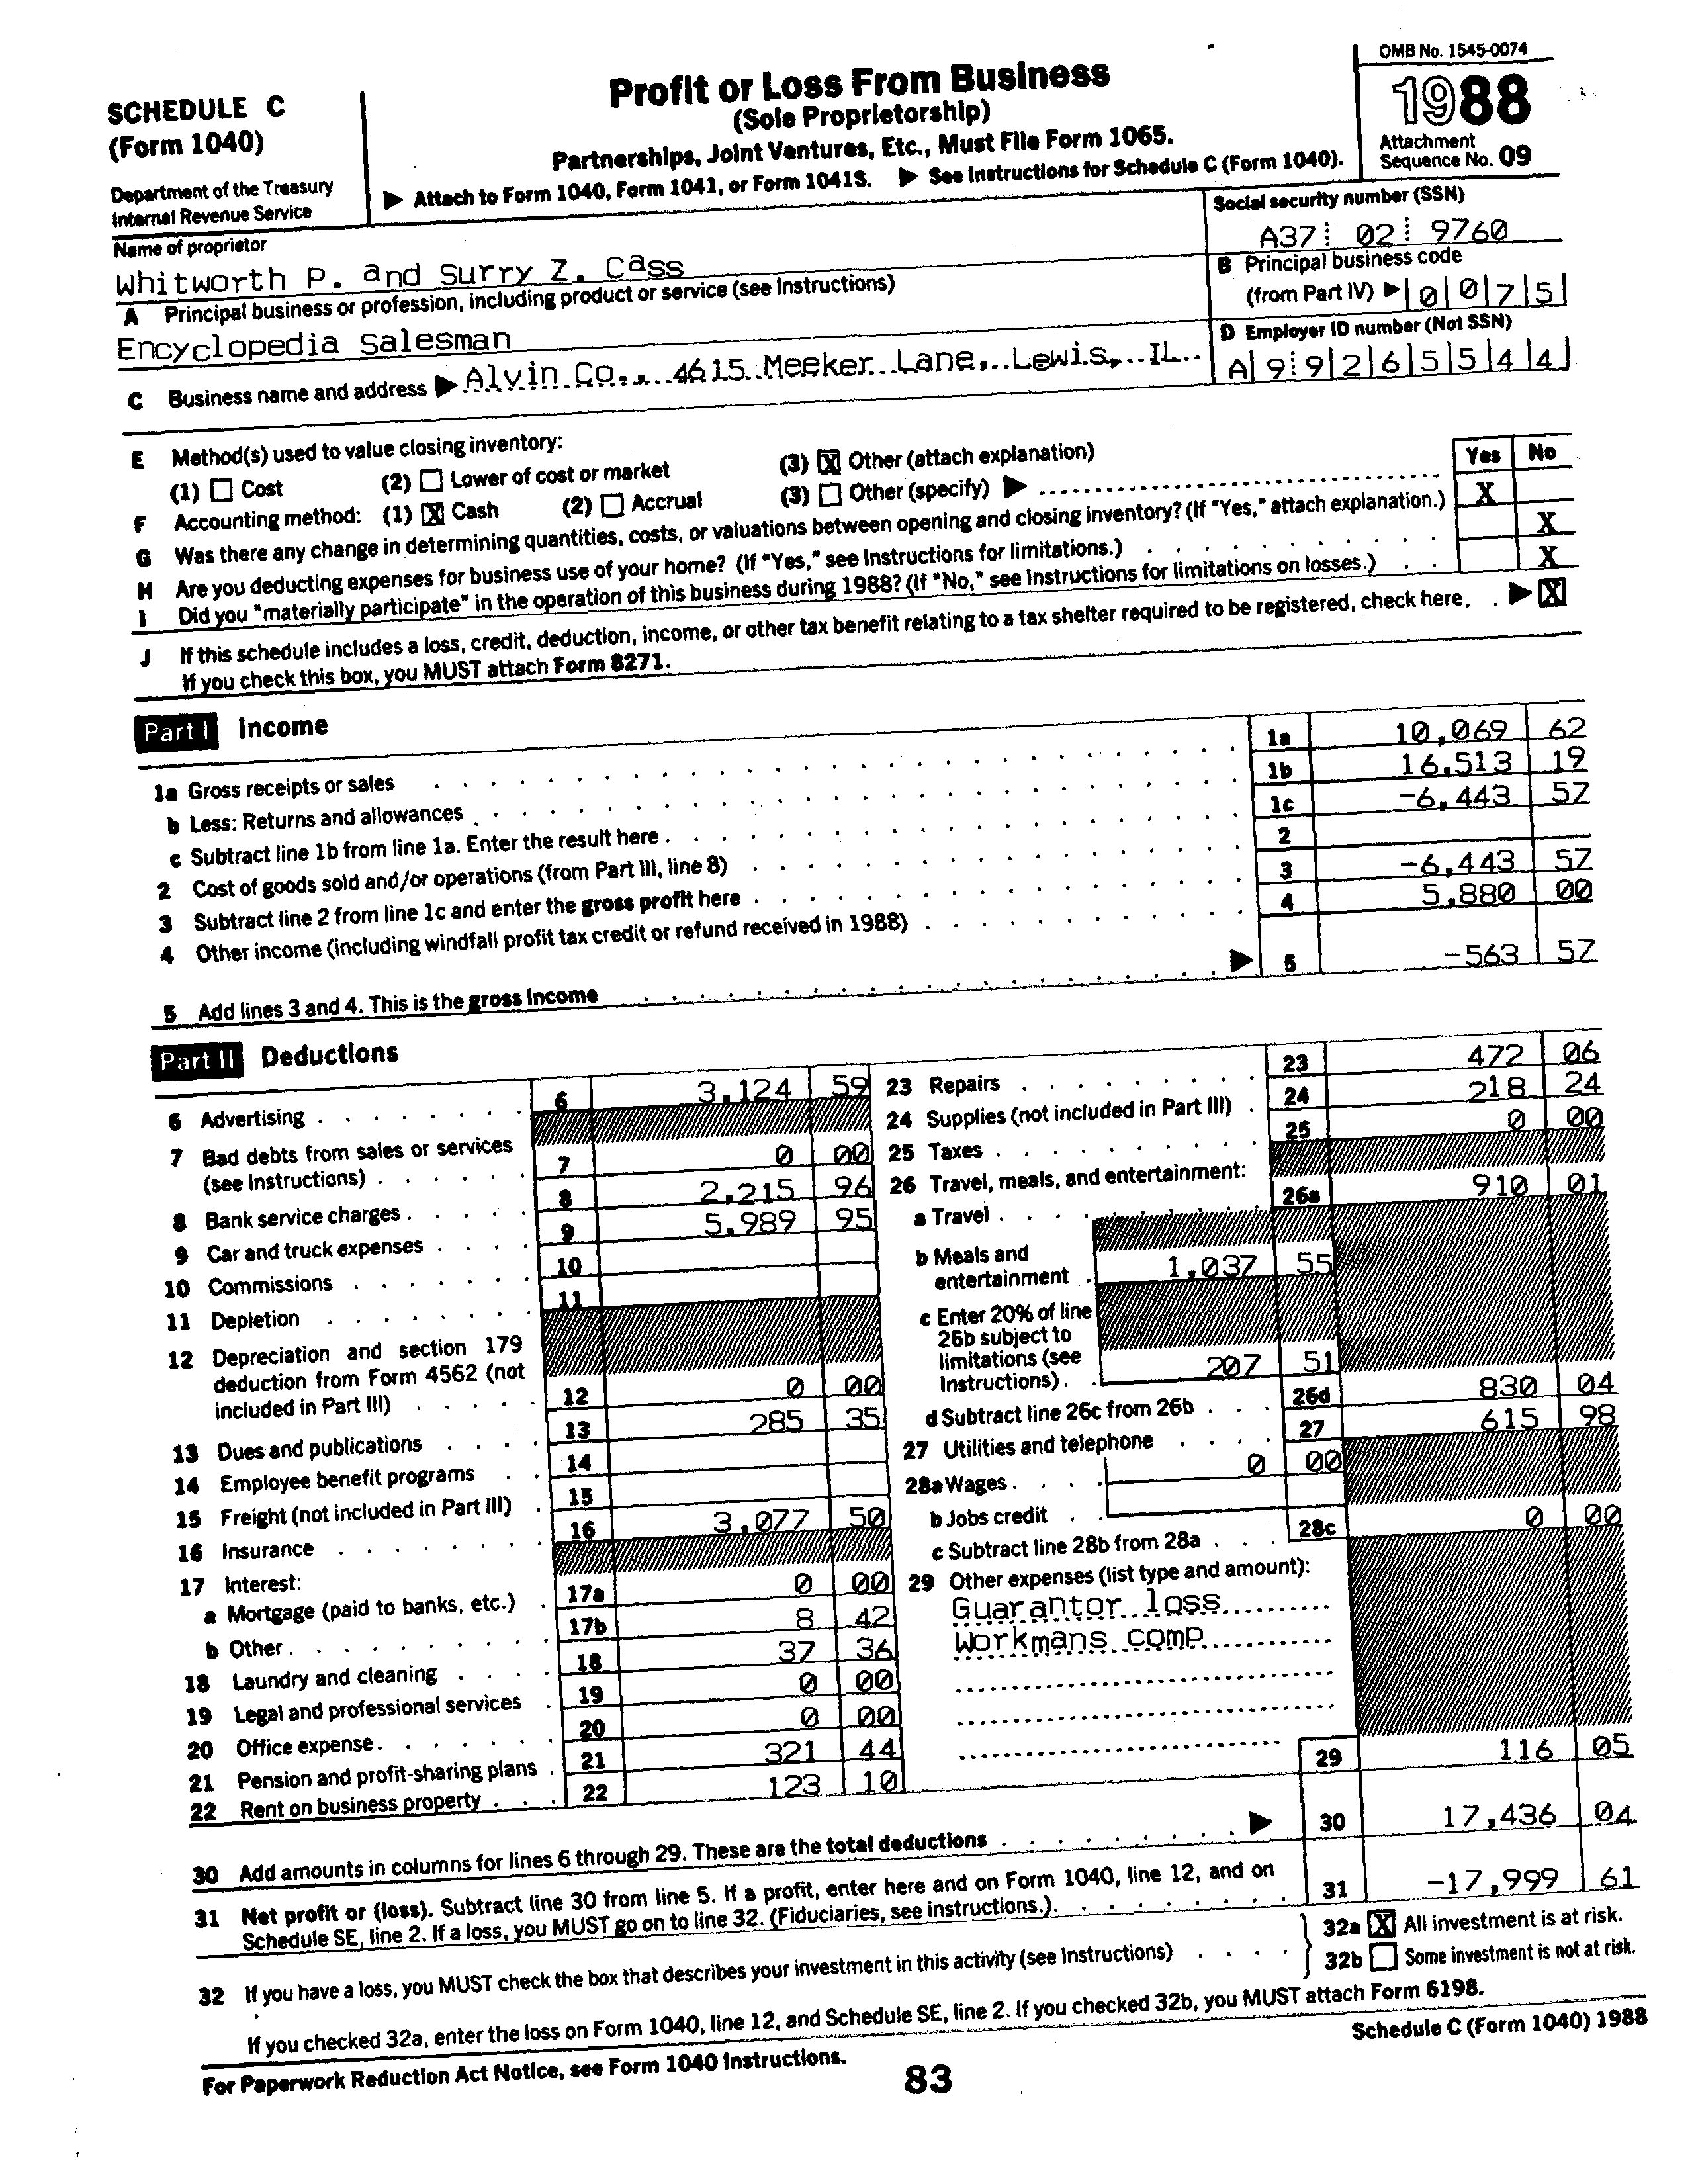 SCHEDULE C
(Form 1040)
Department of the Treasury
Internal Revenue Service
Profit or Loss From Business
(Sole Proprietorship)
Partnerships, Joint Ventures, Etc., Must File Form 1065.
▶ Attach to Form 1040, Form 1041, or Form 1041S. ▶ See Instructions for Schedule C (Form 1040).
OMB No. 1545-0074
1988
Attachment
Sequence No. 09
Name of proprietor
Whitworth P. and Surry Z. Cass
Social security number (SSN)
A37 02 9760
A Principal business or profession, including product or service (see Instructions)
Encyclopedia Salesman
B Principal business code
(from Part IV) ▶ 0 0 7 5
C Business name and address ▶ Alvin Co., 4615 Meeker Lane, Lewis, IL
D Employer ID number (Not SSN)
A 9 9 2 6 5 5 4 4
E Method(s) used to value closing inventory:
(1) ☐ Cost (2) ☐ Lower of cost or market (3) ☒ Other (attach explanation)
Yes No
F Accounting method: (1) ☒ Cash (2) ☐ Accrual (3) ☐ Other (specify) ▶
G Was there any change in determining quantities, costs, or valuations between opening and closing inventory? (If "Yes," attach explanation.) X
H Are you deducting expenses for business use of your home? (If "Yes," see Instructions for limitations.) X
I Did you "materially participate" in the operation of this business during 1988? (If "No," see Instructions for limitations on losses.) X
J If this schedule includes a loss, credit, deduction, income, or other tax benefit relating to a tax shelter required to be registered, check here. ▶ ☒
If you check this box, you MUST attach Form 8271.
Part I Income
1a Gross receipts or sales 1a 10,069 62
b Less: Returns and allowances 1b 16,513 19
c Subtract line 1b from line 1a. Enter the result here 1c -6,443 57
2 Cost of goods sold and/or operations (from Part III, line 8) 2
3 Subtract line 2 from line 1c and enter the gross profit here 3 -6,443 57
4 Other income (including windfall profit tax credit or refund received in 1988) 4 5,880 00
5 Add lines 3 and 4. This is the gross income ▶ 5 -563 57
Part II Deductions
6 Advertising 6 3,124 59
7 Bad debts from sales or services
(see Instructions) 7 0 00
8 Bank service charges 8 2,215 96
9 Car and truck expenses 9 5,989 95
10 Commissions 10
11 Depletion 11
12 Depreciation and section 179
deduction from Form 4562 (not
included in Part III) 12 0 00
13 Dues and publications 13 285 35
14 Employee benefit programs 14
15 Freight (not included in Part III) 15
16 Insurance 16 3,077 50
17 Interest:
a Mortgage (paid to banks, etc.) 17a 0 00
b Other 17b 8 42
18 Laundry and cleaning 18 37 36
19 Legal and professional services 19 0 00
20 Office expense 20 0 00
21 Pension and profit-sharing plans 21 321 44
22 Rent on business property 22 123 10
23 Repairs 23 472 06
24 Supplies (not included in Part III) 24 218 24
25 Taxes 25 0 00
26 Travel, meals, and entertainment:
a Travel 26a 910 01
b Meals and
entertainment 1,037 55
c Enter 20% of line
26b subject to
limitations (see
Instructions) 207 51
d Subtract line 26c from 26b 26d 830 04
27 Utilities and telephone 27 615 98
28a Wages 0 00
b Jobs credit
c Subtract line 28b from 28a 28c 0 00
29 Other expenses (list type and amount):
Guarantor loss
Workmans comp
29 116 05
30 Add amounts in columns for lines 6 through 29. These are the total deductions ▶ 30 17,436 04
31 Net profit or (loss). Subtract line 30 from line 5. If a profit, enter here and on Form 1040, line 12, and on
Schedule SE, line 2. If a loss, you MUST go on to line 32. (Fiduciaries, see instructions.) 31 -17,999 61
32 If you have a loss, you MUST check the box that describes your investment in this activity (see Instructions)
32a ☒ All investment is at risk.
32b ☐ Some investment is not at risk.
If you checked 32a, enter the loss on Form 1040, line 12, and Schedule SE, line 2. If you checked 32b, you MUST attach Form 6198.
For Paperwork Reduction Act Notice, see Form 1040 Instructions.
Schedule C (Form 1040) 1988
83